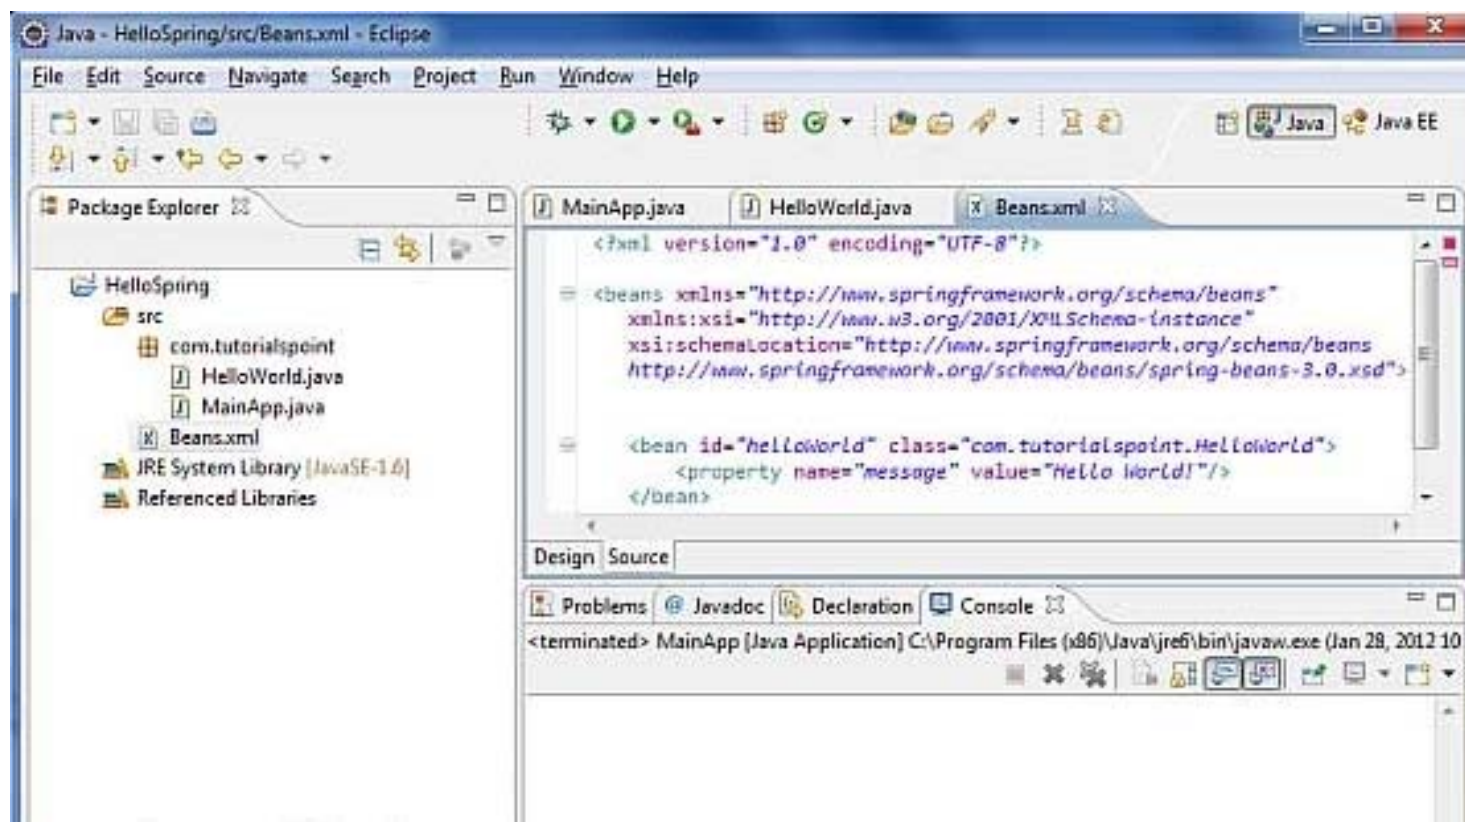 Java - HelloSpring/src/Beans.xml - Eclipse
File Edit Source Navigate Search Project Run Window Help
Java Java EE
Package Explorer
HelloSpring
src
com.tutorialspoint
HelloWorld.java
MainApp.java
Beans.xml
JRE System Library [JavaSE-1.6]
Referenced Libraries
MainApp.java HelloWorld.java Beans.xml
<?xml version="1.0" encoding="UTF-8"?>
<beans xmlns="http://www.springframework.org/schema/beans"
xmlns:xsi="http://www.w3.org/2001/XMLSchema-instance"
xsi:schemaLocation="http://www.springframework.org/schema/beans
http://www.springframework.org/schema/beans/spring-beans-3.0.xsd">
<bean id="helloWorld" class="com.tutorialspoint.HelloWorld">
<property name="message" value="Hello World!"/>
</bean>
Design Source
Problems @ Javadoc Declaration Console
<terminated> MainApp [Java Application] C:\Program Files (x86)\Java\jre6\bin\javaw.exe (Jan 28, 2012 10